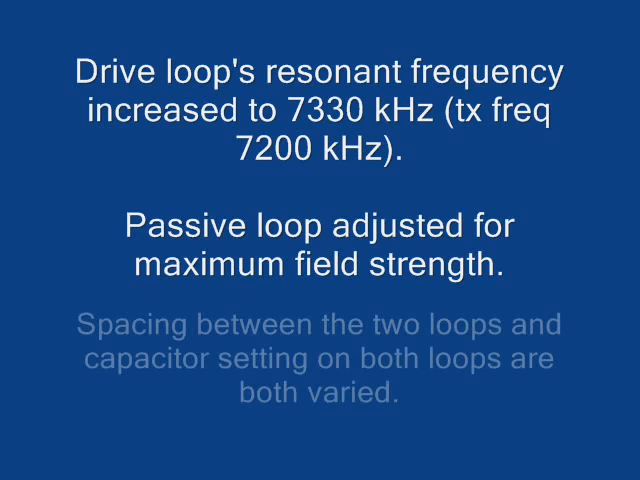 Drive loop's resonant frequency
increased to 7330 kHz (tx freq
7200 kHz).
Passive loop adjusted for
maximum field strength.
Spacing between the two loops and
capacitor setting on both loops are
both varied.